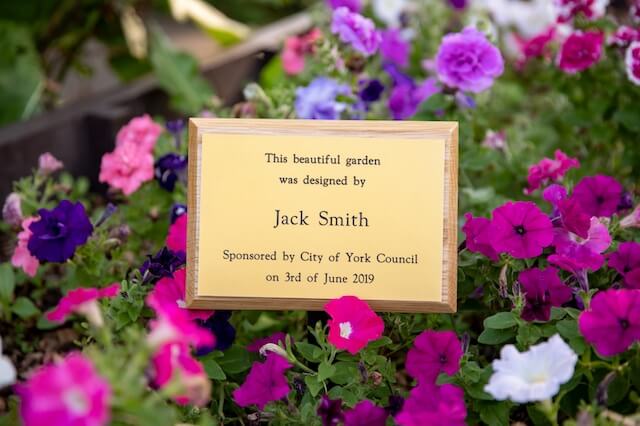 This beautiful garden
was designed by
Jack Smith
Sponsored by City of York Council
on 3rd of June 2019